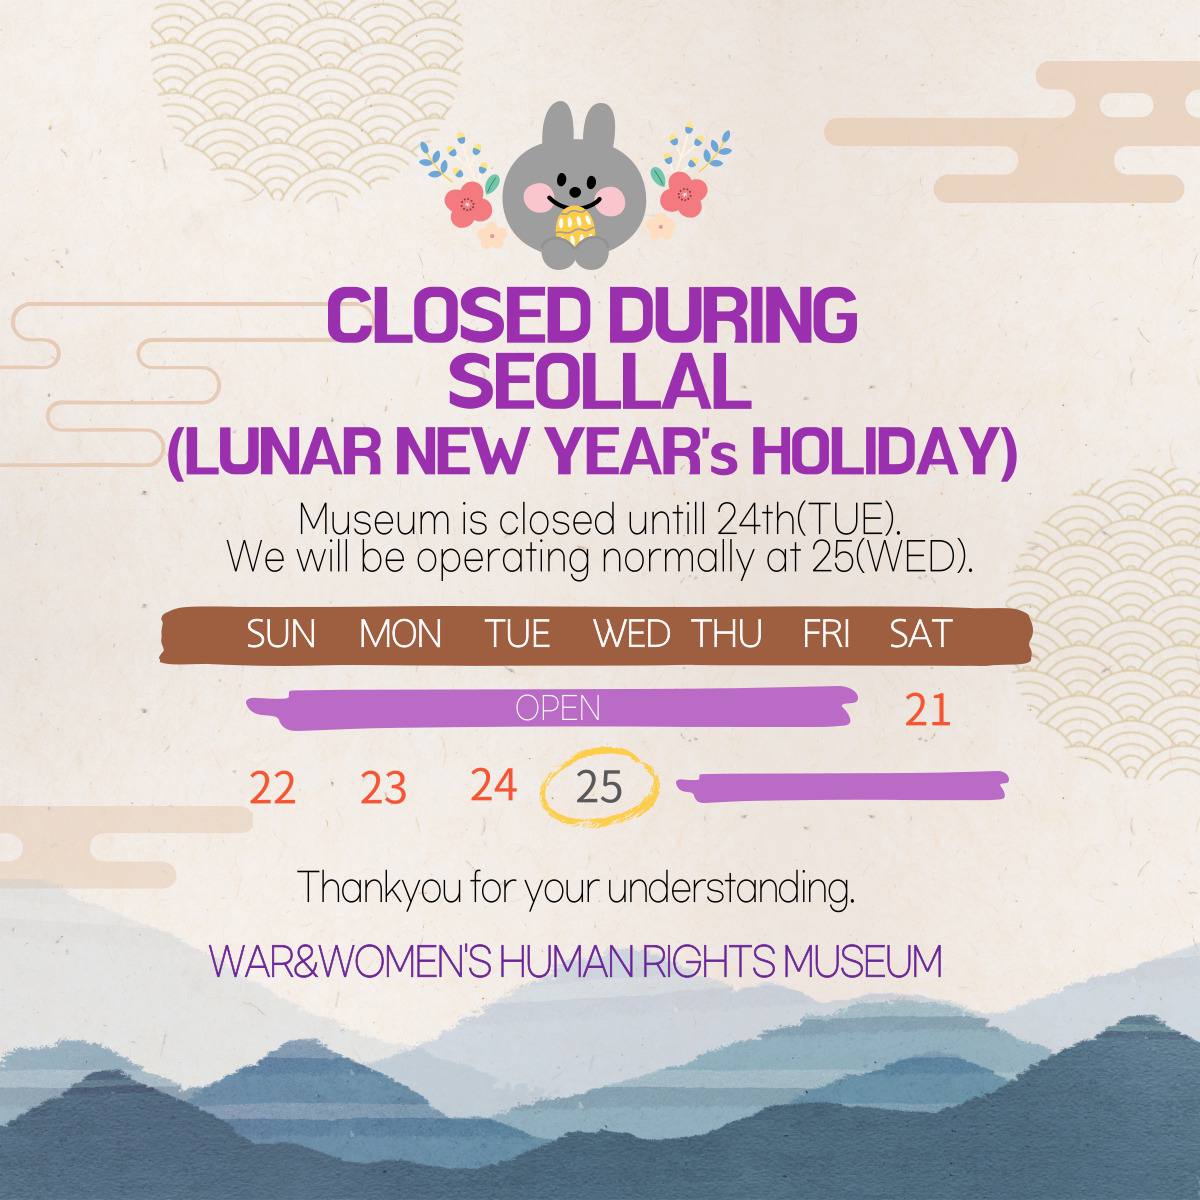 CLOSED DURING
SEOLLAL
(LUNAR NEW YEAR's HOLIDAY)
Museum is closed untill 24th(TUE).
We will be operating normally at 25(WED).
SUN MON TUE WED THU FRI SAT
OPEN 21
22 23 24 25
Thankyou for your understanding.
WAR&WOMEN'S HUMAN RIGHTS MUSEUM